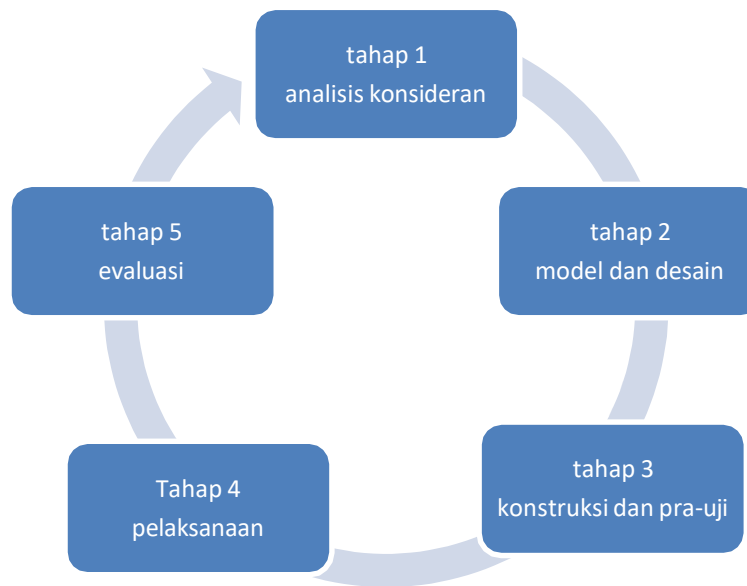 tahap 1
analisis konsideran
tahap 2
model dan desain
tahap 3
konstruksi dan pra-uji
Tahap 4
pelaksanaan
tahap 5
evaluasi